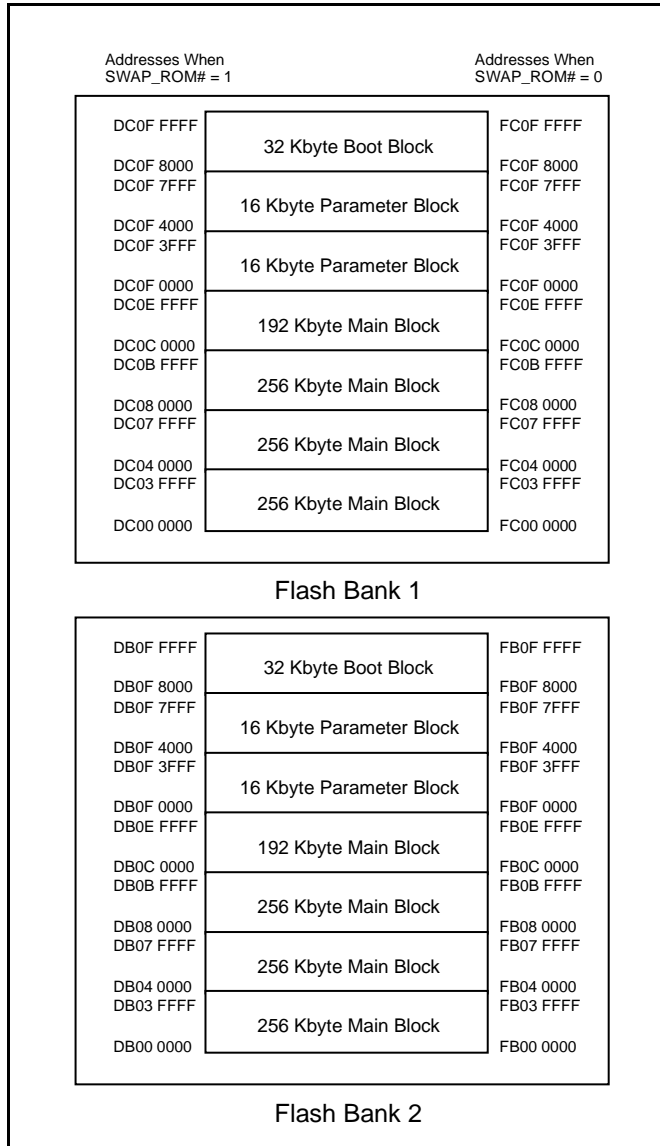 Addresses When
SWAP_ROM# = 1
Addresses When
SWAP_ROM# = 0
DC0F FFFF
32 Kbyte Boot Block
FC0F FFFF
DC0F 8000
FC0F 8000
DC0F 7FFF
16 Kbyte Parameter Block
FC0F 7FFF
DC0F 4000
FC0F 4000
DC0F 3FFF
16 Kbyte Parameter Block
FC0F 3FFF
DC0F 0000
FC0F 0000
DC0E FFFF
192 Kbyte Main Block
FC0E FFFF
DC0C 0000
FC0C 0000
DC0B FFFF
256 Kbyte Main Block
FC0B FFFF
DC08 0000
FC08 0000
DC07 FFFF
256 Kbyte Main Block
FC07 FFFF
DC04 0000
FC04 0000
DC03 FFFF
256 Kbyte Main Block
FC03 FFFF
DC00 0000
FC00 0000
Flash Bank 1
DB0F FFFF
32 Kbyte Boot Block
FB0F FFFF
DB0F 8000
FB0F 8000
DB0F 7FFF
16 Kbyte Parameter Block
FB0F 7FFF
DB0F 4000
FB0F 4000
DB0F 3FFF
16 Kbyte Parameter Block
FB0F 3FFF
DB0F 0000
FB0F 0000
DB0E FFFF
192 Kbyte Main Block
FB0E FFFF
DB0C 0000
FB0C 0000
DB0B FFFF
256 Kbyte Main Block
FB0B FFFF
DB08 0000
FB08 0000
DB07 FFFF
256 Kbyte Main Block
FB07 FFFF
DB04 0000
FB04 0000
DB03 FFFF
256 Kbyte Main Block
FB03 FFFF
DB00 0000
FB00 0000
Flash Bank 2